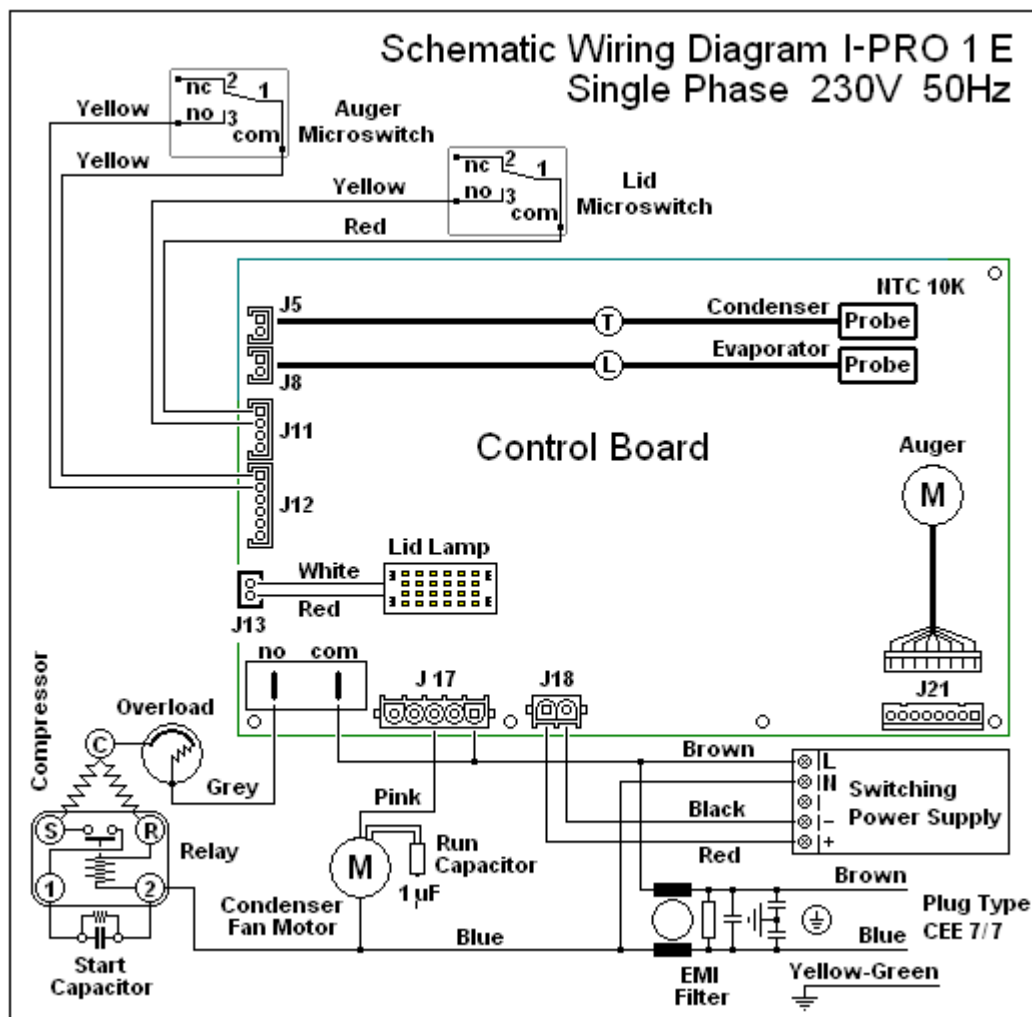 Schematic Wiring Diagram I-PRO 1 E
Single Phase 230V 50Hz
nc 2 1
no 3
com
Auger
Microswitch
Yellow
Yellow
nc 2 1
no 3
com
Lid
Microswitch
Yellow
Red
NTC 10K
J5
T
Condenser
Probe
J8
L
Evaporator
Probe
J11
Control Board
J12
Auger
M
Lid Lamp
White
Red
J13
no com
J 17
J18
J21
Compressor
Overload
C
Grey
S R
Relay
1 2
Start
Capacitor
Pink
M
Run
Capacitor
1 uF
Condenser
Fan Motor
Brown
Black
Red
L
N
–
+
Switching
Power Supply
Brown
Blue
Blue
EMI
Filter
Plug Type
CEE 7/7
Yellow-Green